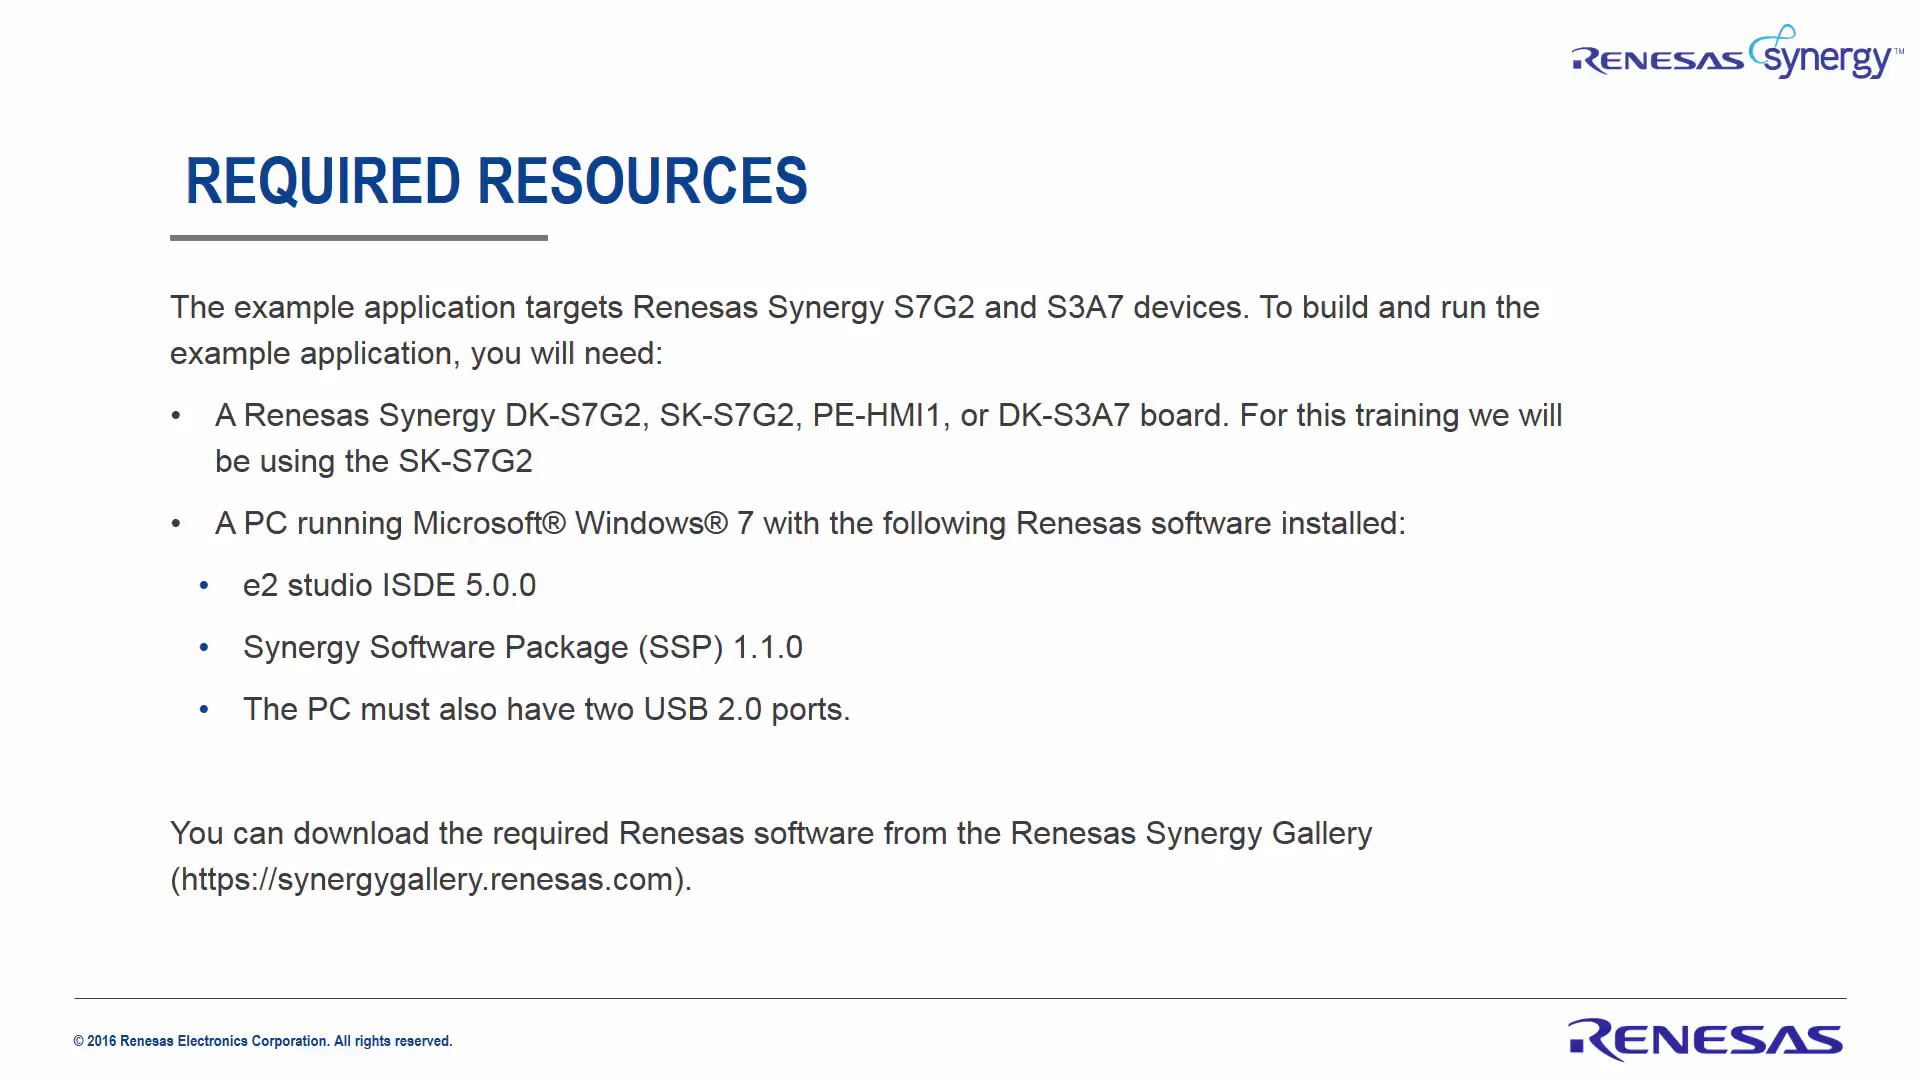 RENESAS synergy™
REQUIRED RESOURCES
The example application targets Renesas Synergy S7G2 and S3A7 devices. To build and run the
example application, you will need:
• A Renesas Synergy DK-S7G2, SK-S7G2, PE-HMI1, or DK-S3A7 board. For this training we will
be using the SK-S7G2
• A PC running Microsoft® Windows® 7 with the following Renesas software installed:
• e2 studio ISDE 5.0.0
• Synergy Software Package (SSP) 1.1.0
• The PC must also have two USB 2.0 ports.
You can download the required Renesas software from the Renesas Synergy Gallery
(https://synergygallery.renesas.com).
© 2016 Renesas Electronics Corporation. All rights reserved.
RENESAS